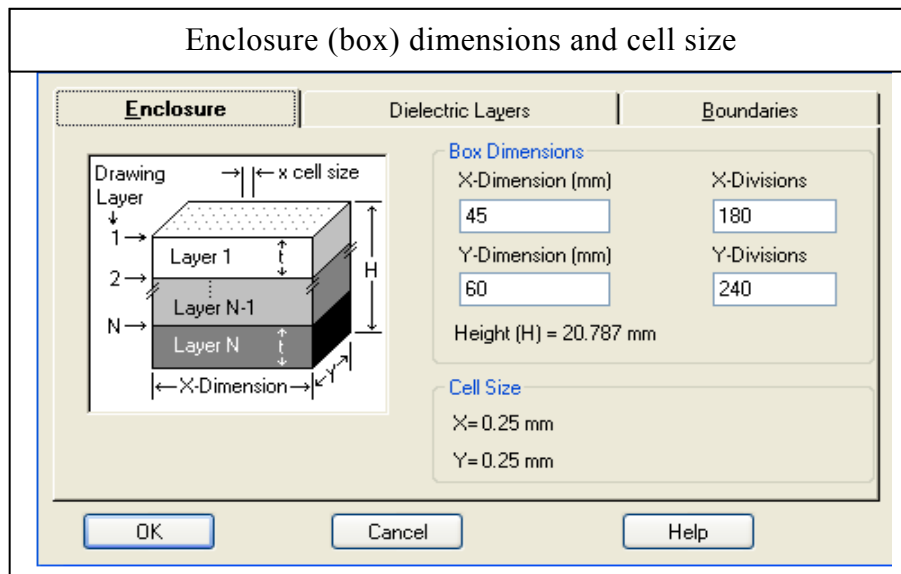 Enclosure (box) dimensions and cell size
Enclosure
Dielectric Layers
Boundaries
Drawing
Layer
x cell size
1
Layer 1
t
H
2
Layer N-1
N
Layer N
t
X-Dimension
Y
Box Dimensions
X-Dimension (mm)
X-Divisions
45
180
Y-Dimension (mm)
Y-Divisions
60
240
Height (H) = 20.787 mm
Cell Size
X= 0.25 mm
Y= 0.25 mm
OK
Cancel
Help